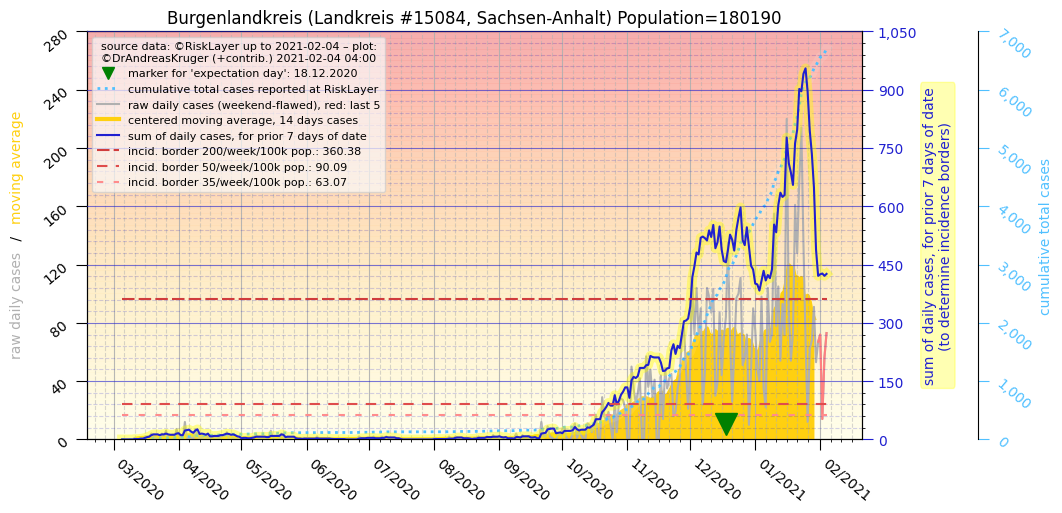 Burgenlandkreis (Landkreis #15084, Sachsen-Anhalt) Population=180190
source data: ©RiskLayer up to 2021-02-04 – plot:
©DrAndreasKruger (+contrib.) 2021-02-04 04:00
marker for 'expectation day': 18.12.2020
cumulative total cases reported at RiskLayer
raw daily cases (weekend-flawed), red: last 5
centered moving average, 14 days cases
sum of daily cases, for prior 7 days of date
incid. border 200/week/100k pop.: 360.38
incid. border 50/week/100k pop.: 90.09
incid. border 35/week/100k pop.: 63.07
raw daily cases / moving average
280
240
200
160
120
80
40
0
03/2020
04/2020
05/2020
06/2020
07/2020
08/2020
09/2020
10/2020
11/2020
12/2020
01/2021
02/2021
1,050
900
750
600
450
300
150
0
sum of daily cases, for prior 7 days of date
(to determine incidence borders)
7,000
6,000
5,000
4,000
3,000
2,000
1,000
0
cumulative total cases